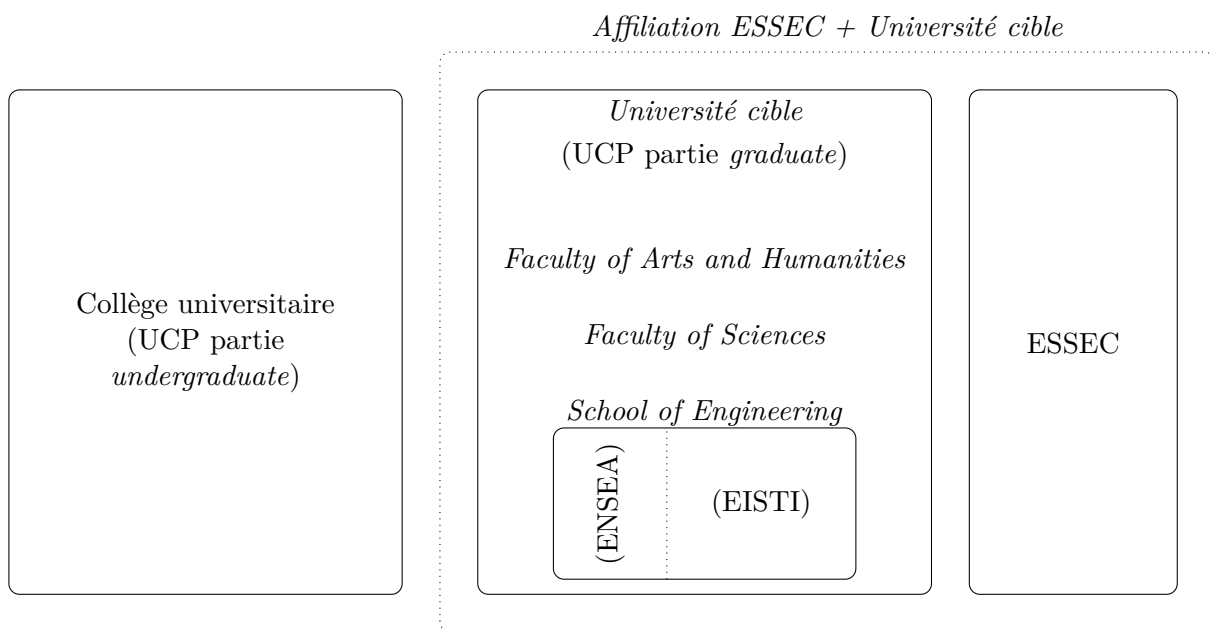 Affiliation ESSEC + Université cible
Collège universitaire
(UCP partie
undergraduate)
Université cible
(UCP partie graduate)
Faculty of Arts and Humanities
Faculty of Sciences
School of Engineering
(ENSEA)
(EISTI)
ESSEC